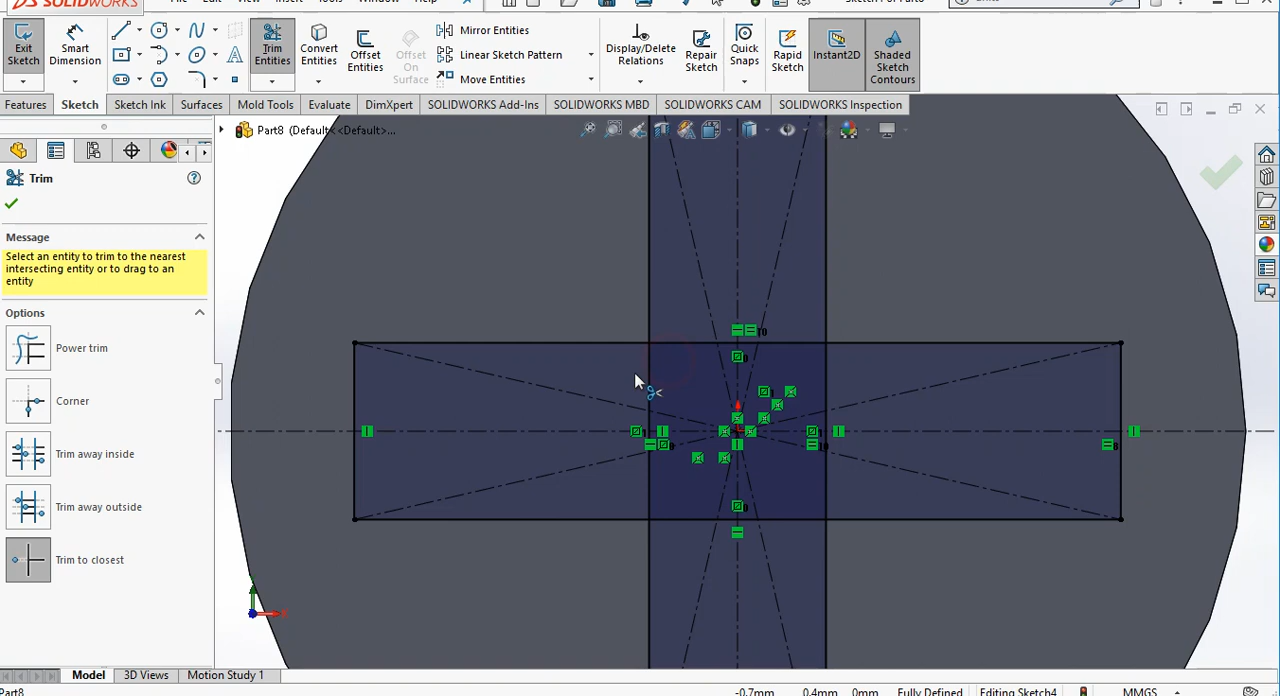 SOLIDWORKS
Exit Sketch
Smart Dimension
Trim Entities
Convert Entities
Offset Entities
Offset On Surface
Mirror Entities
Linear Sketch Pattern
Move Entities
Display/Delete Relations
Repair Sketch
Quick Snaps
Rapid Sketch
Instant2D
Shaded Sketch Contours
Features Sketch Sketch Ink Surfaces Mold Tools Evaluate DimXpert SOLIDWORKS Add-Ins SOLIDWORKS MBD SOLIDWORKS CAM SOLIDWORKS Inspection
Part8 (Default<<Default>...
Trim
Message
Select an entity to trim to the nearest
intersecting entity or to drag to an
entity
Options
Power trim
Corner
Trim away inside
Trim away outside
Trim to closest
Model 3D Views Motion Study 1
Part8 -0.7mm 0.4mm 0mm Fully Defined Editing Sketch4 MMGS